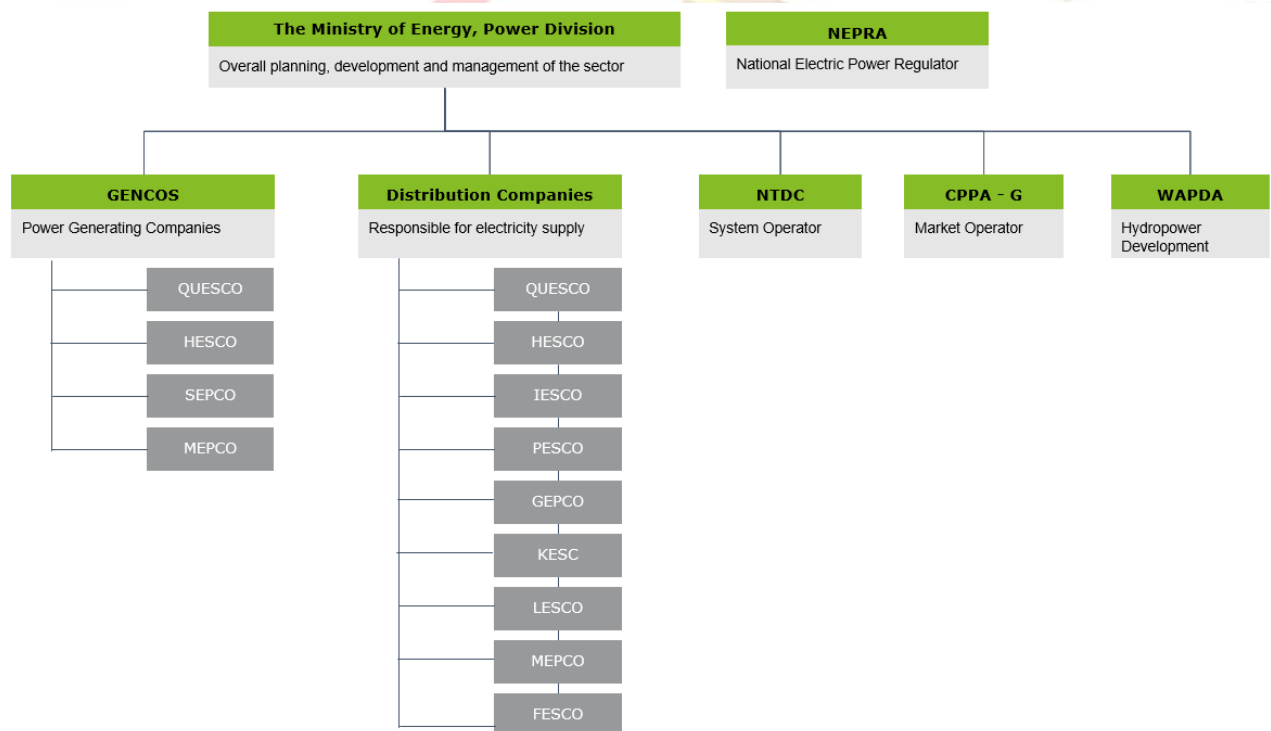 The Ministry of Energy, Power Division
Overall planning, development and management of the sector
NEPRA
National Electric Power Regulator
GENCOS
Power Generating Companies
QUESCO
HESCO
SEPCO
MEPCO
Distribution Companies
Responsible for electricity supply
QUESCO
HESCO
IESCO
PESCO
GEPCO
KESC
LESCO
MEPCO
FESCO
NTDC
System Operator
CPPA - G
Market Operator
WAPDA
Hydropower
Development